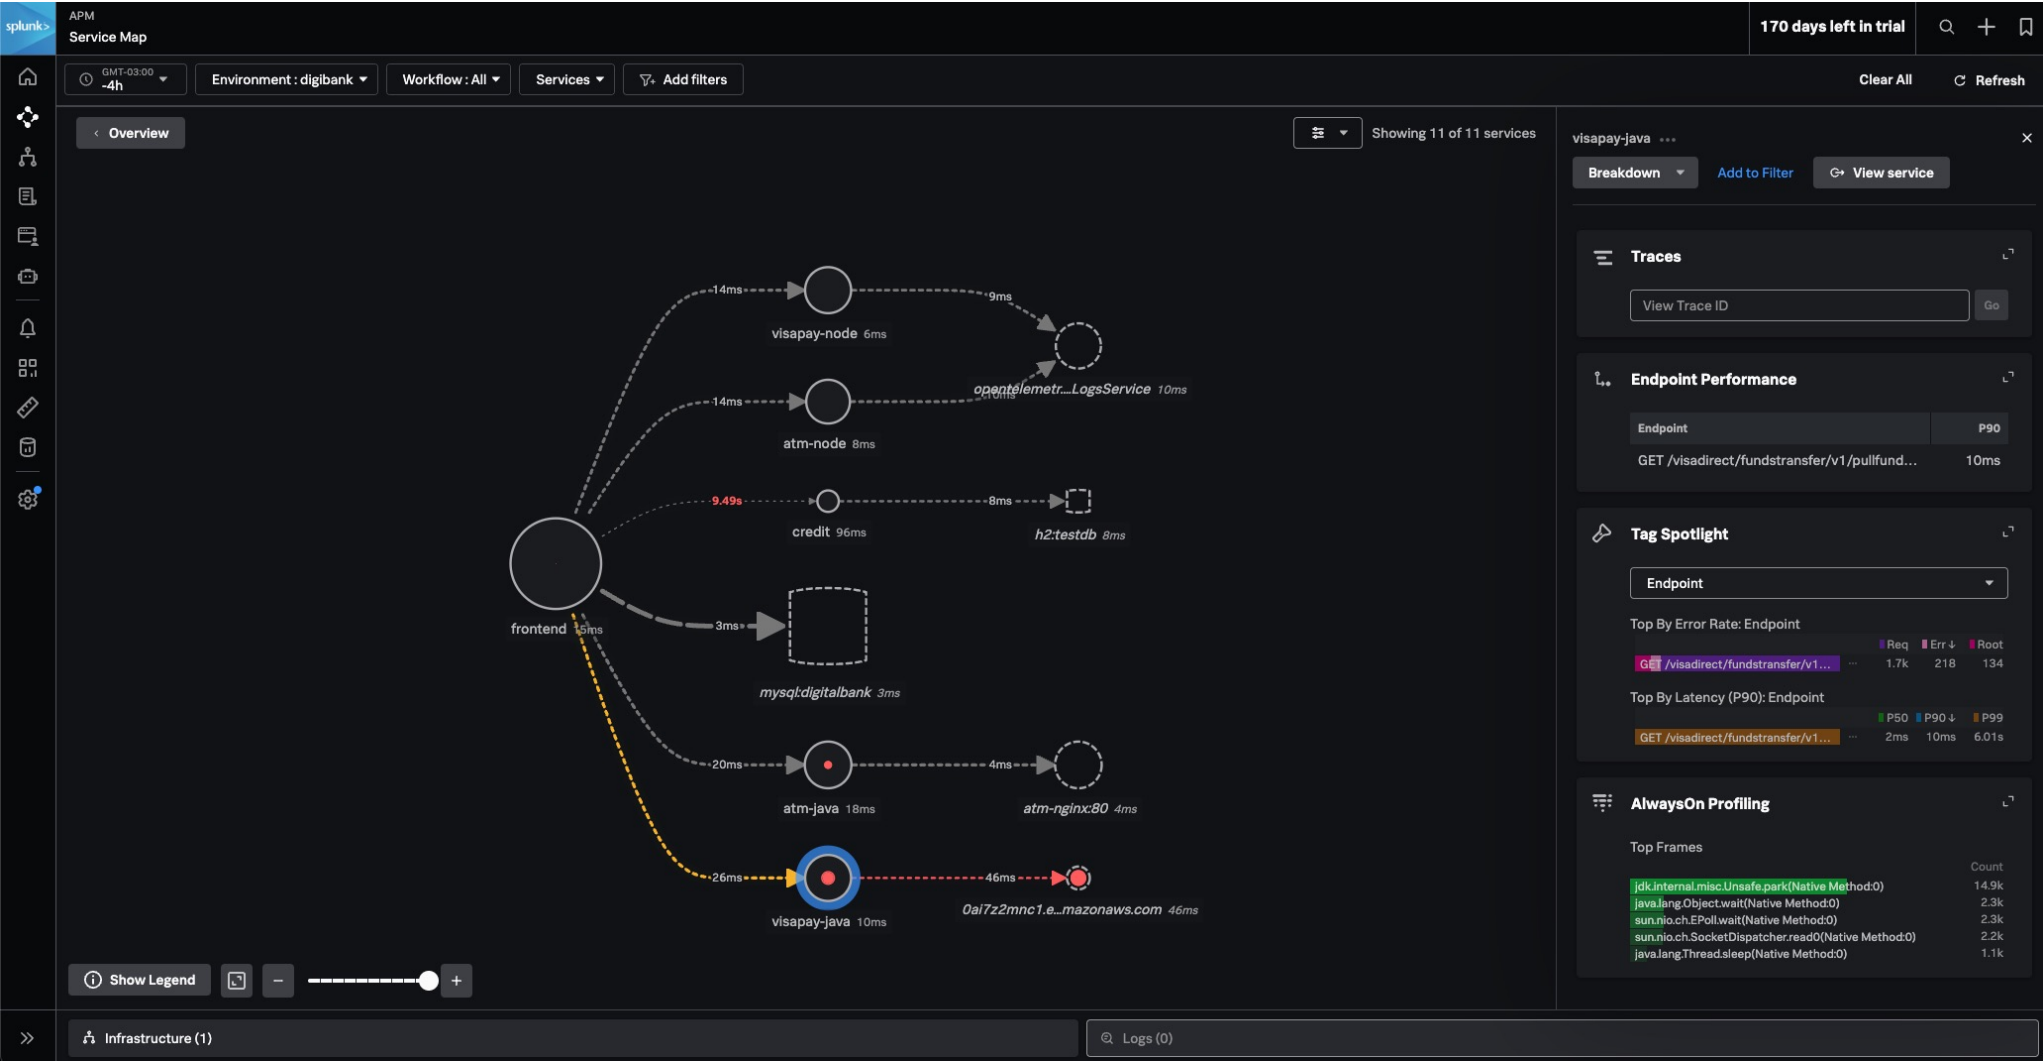 splunk>
APM
Service Map
170 days left in trial
GMT-03:00
-4h
Environment : digibank
Workflow : All
Services
Add filters
Clear All
Refresh
Overview
Showing 11 of 11 services
14ms
visapay-node 6ms
9ms
opentelemetr....LogsService 10ms
10ms
14ms
atm-node 8ms
9.49s
credit 96ms
8ms
h2:testdb 8ms
frontend 15ms
3ms
mysql:digitalbank 3ms
20ms
atm-java 18ms
4ms
atm-nginx:80 4ms
26ms
visapay-java 10ms
46ms
0ai7z2mnc1.e...mazonaws.com 46ms
Show Legend
Infrastructure (1)
Logs (0)
visapay-java
Breakdown
Add to Filter
View service
Traces
View Trace ID
Go
Endpoint Performance
Endpoint P90
GET /visadirect/fundstransfer/v1/pullfund... 10ms
Tag Spotlight
Endpoint
Top By Error Rate: Endpoint
Req Err ↓ Root
GET /visadirect/fundstransfer/v1... ... 1.7k 218 134
Top By Latency (P90): Endpoint
P50 P90 ↓ P99
GET /visadirect/fundstransfer/v1... ... 2ms 10ms 6.01s
AlwaysOn Profiling
Top Frames
Count
jdk.internal.misc.Unsafe.park(Native Method:0) 14.9k
java.lang.Object.wait(Native Method:0) 2.3k
sun.nio.ch.EPoll.wait(Native Method:0) 2.3k
sun.nio.ch.SocketDispatcher.read0(Native Method:0) 2.2k
java.lang.Thread.sleep(Native Method:0) 1.1k